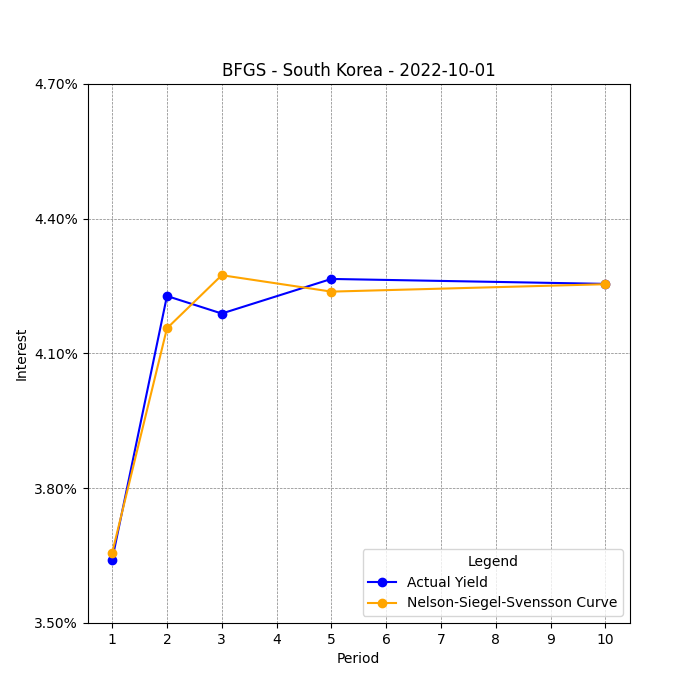 BFGS - South Korea - 2022-10-01
4.70%
4.40%
4.10%
3.80%
3.50%
Interest
1 2 3 4 5 6 7 8 9 10
Period
Legend
Actual Yield
Nelson-Siegel-Svensson Curve